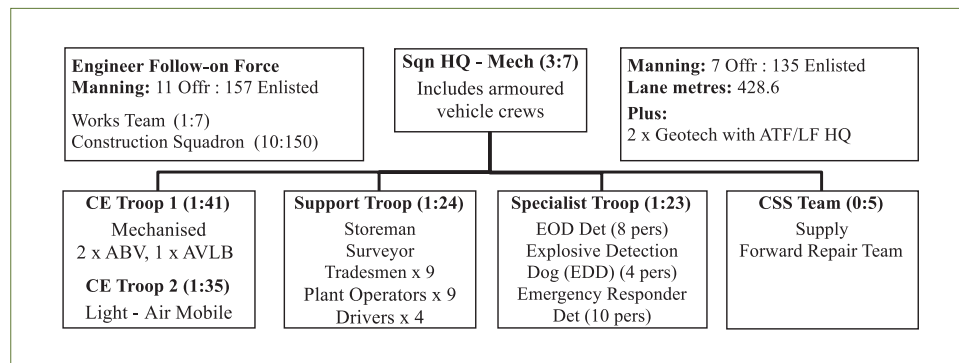 Engineer Follow-on Force
Manning: 11 Offr : 157 Enlisted
Works Team (1:7)
Construction Squadron (10:150)
Sqn HQ - Mech (3:7)
Includes armoured
vehicle crews
Manning: 7 Offr : 135 Enlisted
Lane metres: 428.6
Plus:
2 x Geotech with ATF/LF HQ
CE Troop 1 (1:41)
Mechanised
2 x ABV, 1 x AVLB
CE Troop 2 (1:35)
Light - Air Mobile
Support Troop (1:24)
Storeman
Surveyor
Tradesmen x 9
Plant Operators x 9
Drivers x 4
Specialist Troop (1:23)
EOD Det (8 pers)
Explosive Detection
Dog (EDD) (4 pers)
Emergency Responder
Det (10 pers)
CSS Team (0:5)
Supply
Forward Repair Team